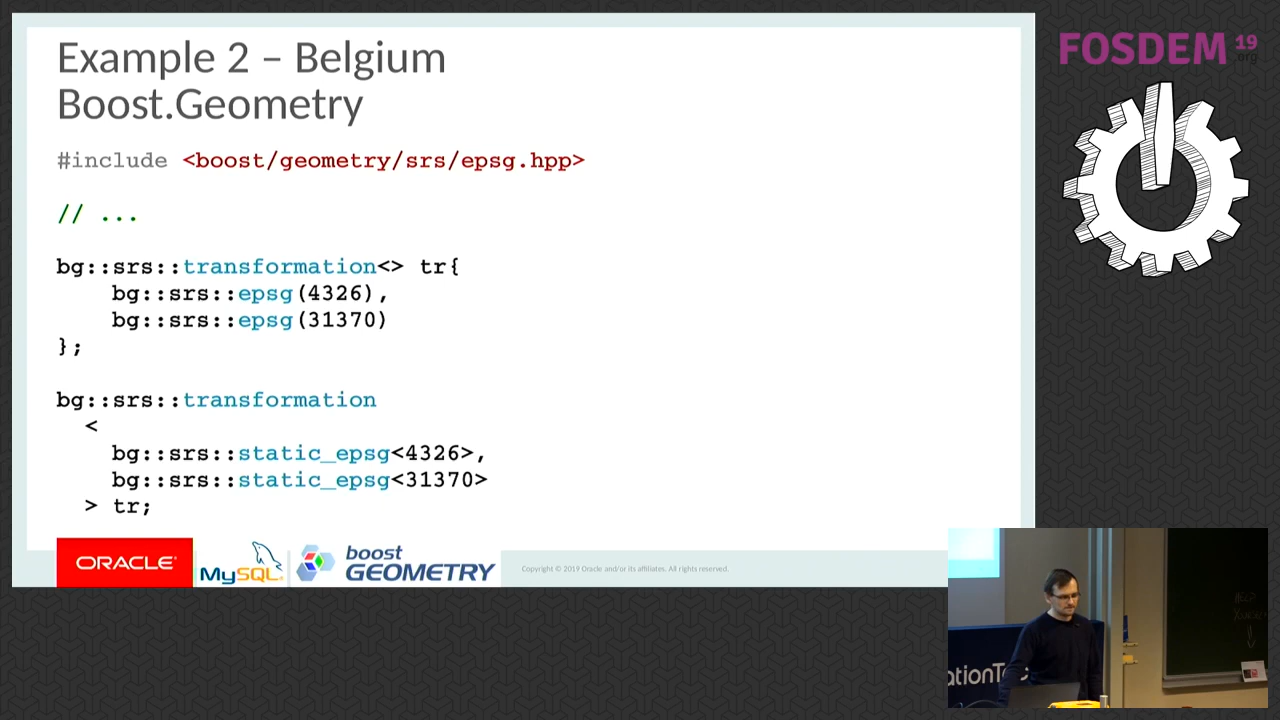 Example 2 – Belgium
Boost.Geometry
#include <boost/geometry/srs/epsg.hpp>
// ...
bg::srs::transformation<> tr{
bg::srs::epsg(4326),
bg::srs::epsg(31370)
};
bg::srs::transformation
<
bg::srs::static_epsg<4326>,
bg::srs::static_epsg<31370>
> tr;
ORACLE®
MySQL
boost
GEOMETRY
Copyright © 2019 Oracle and/or its affiliates. All rights reserved.
FOSDEM 19
.org
ationTe